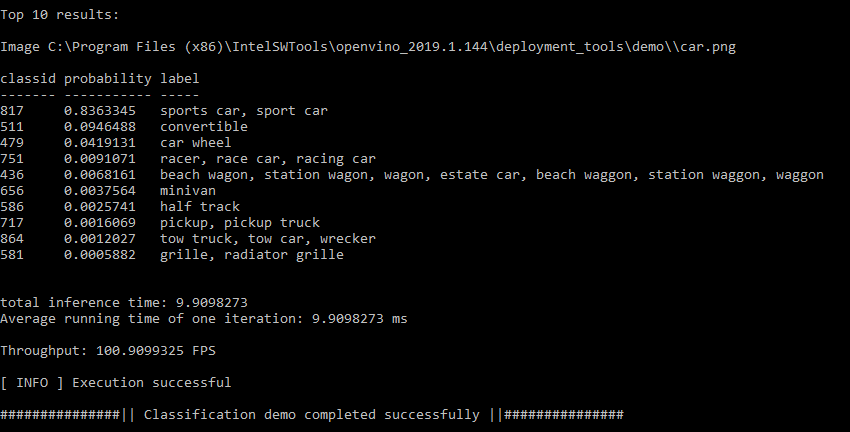 Top 10 results:
Image C:\Program Files (x86)\IntelSWTools\openvino_2019.1.144\deployment_tools\demo\\car.png
classid probability label
------- ----------- -----
817     0.8363345   sports car, sport car
511     0.0946488   convertible
479     0.0419131   car wheel
751     0.0091071   racer, race car, racing car
436     0.0068161   beach wagon, station wagon, wagon, estate car, beach waggon, station waggon, waggon
656     0.0037564   minivan
586     0.0025741   half track
717     0.0016069   pickup, pickup truck
864     0.0012027   tow truck, tow car, wrecker
581     0.0005882   grille, radiator grille
total inference time: 9.9098273
Average running time of one iteration: 9.9098273 ms
Throughput: 100.9099325 FPS
[ INFO ] Execution successful
###############|| Classification demo completed successfully ||###############